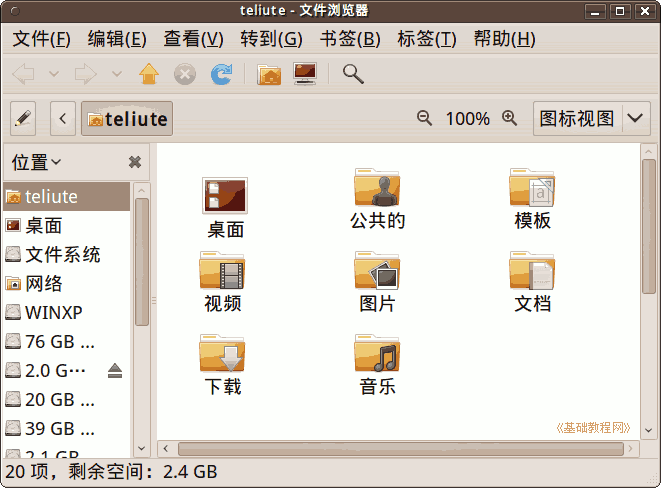 teliute - 文件浏览器
文件(F) 编辑(E) 查看(V) 转到(G) 书签(B) 标签(T) 帮助(H)
teliute 100% 图标视图
位置
teliute
桌面
文件系统
网络
WINXP
76 GB ...
2.0 G...
20 GB ...
39 GB ...
2.1 GB
桌面 公共的 模板
视频 图片 文档
下载 音乐
《基础教程网》
20 项，剩余空间：2.4 GB